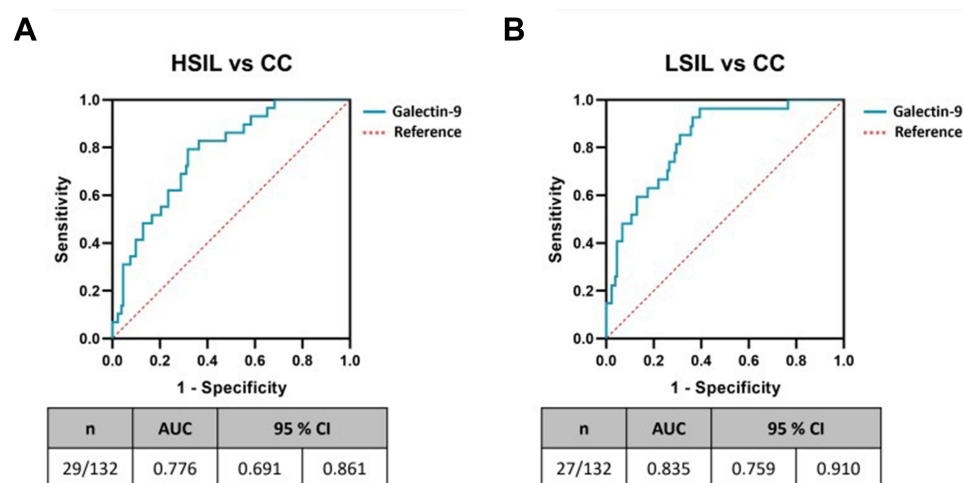 A
HSIL vs CC
1.0
0.8
0.6
0.4
0.2
0.0
Sensitivity
0.0 0.2 0.4 0.6 0.8 1.0
1 - Specificity
Galectin-9
Reference
n AUC 95 % CI
29/132 0.776 0.691 0.861
B
LSIL vs CC
1.0
0.8
0.6
0.4
0.2
0.0
Sensitivity
0.0 0.2 0.4 0.6 0.8 1.0
1 - Specificity
Galectin-9
Reference
n AUC 95 % CI
27/132 0.835 0.759 0.910